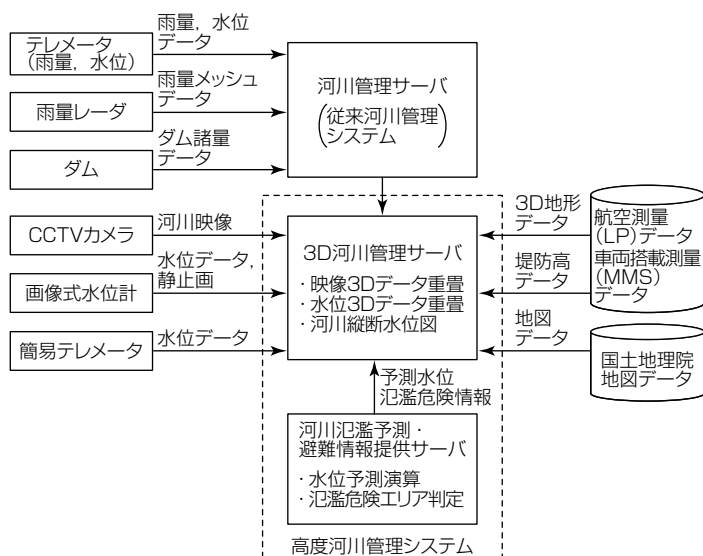 テレメータ
(雨量，水位)
雨量，水位
データ
雨量レーダ
雨量メッシュ
データ
ダム
ダム諸量
データ
河川管理サーバ
(従来河川管理
システム)
CCTVカメラ
河川映像
画像式水位計
水位データ，
静止画
簡易テレメータ
水位データ
3D河川管理サーバ
・映像3Dデータ重畳
・水位3Dデータ重畳
・河川縦断水位図
3D地形
データ
堤防高
データ
地図
データ
航空測量
(LP)データ
車両搭載測量
(MMS)
データ
国土地理院
地図データ
予測水位
氾濫危険情報
河川氾濫予測・
避難情報提供サーバ
・水位予測演算
・氾濫危険エリア判定
高度河川管理システム